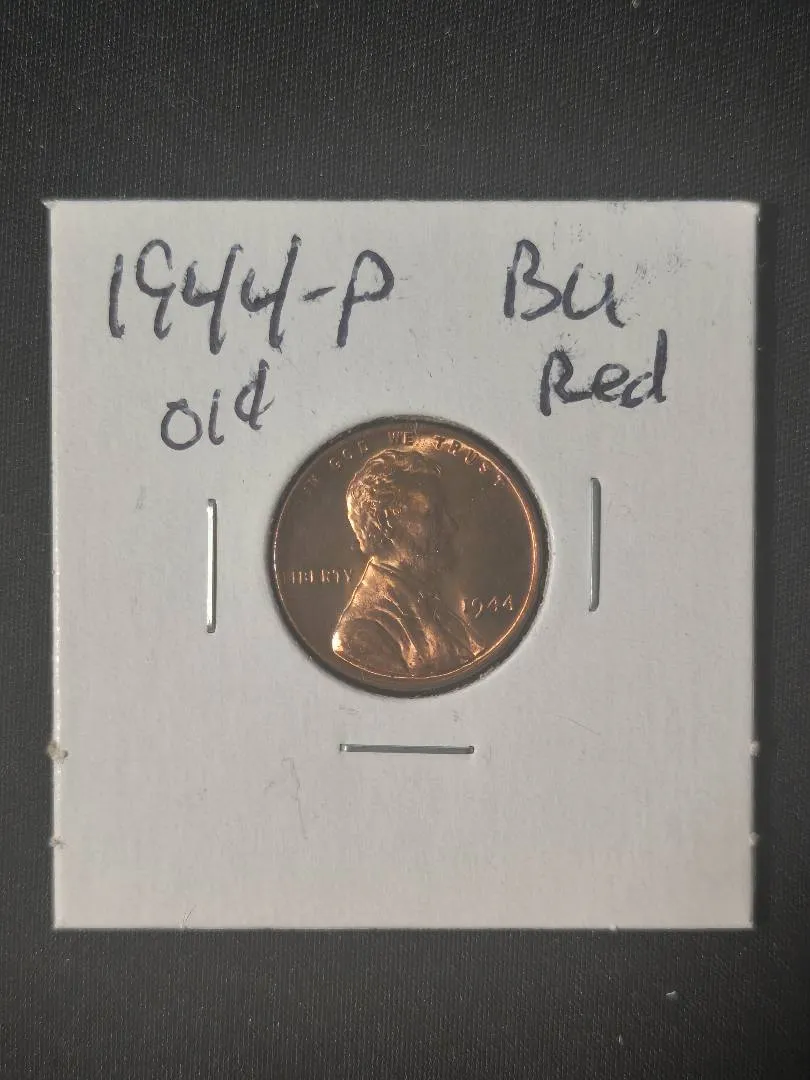 1944-P BU
01¢ Red
IN GOD WE TRUST
LIBERTY
1944